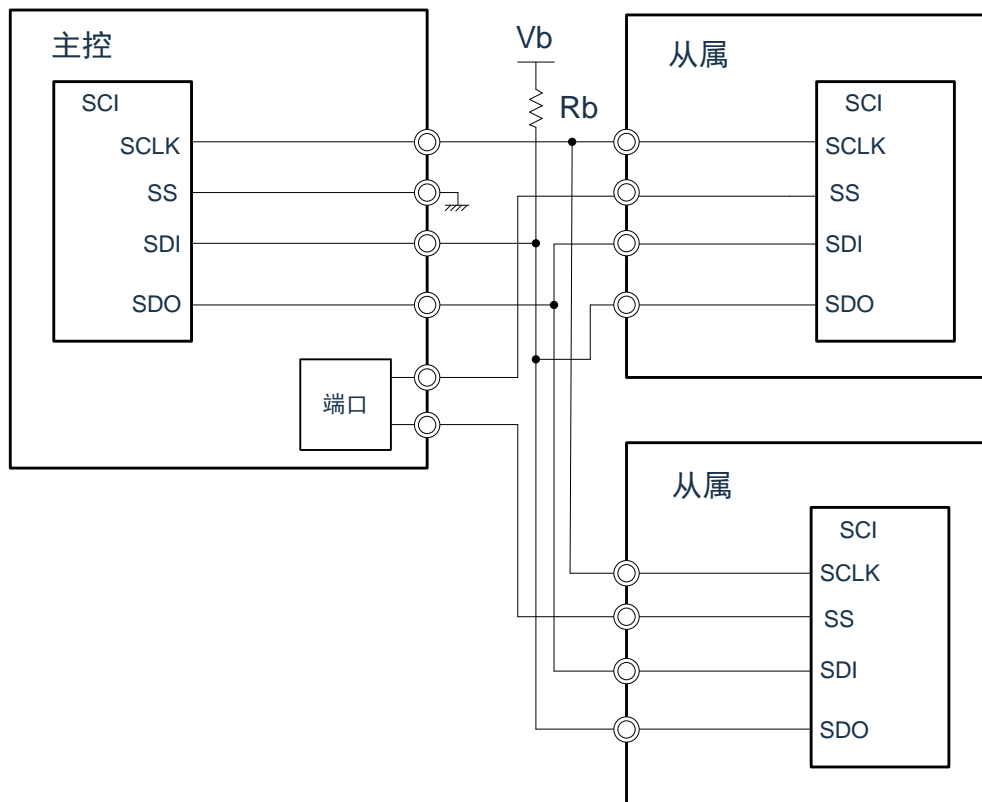 主控
SCI
SCLK
SS
SDI
SDO
端口
Vb
Rb
从属
SCI
SCLK
SS
SDI
SDO
从属
SCI
SCLK
SS
SDI
SDO